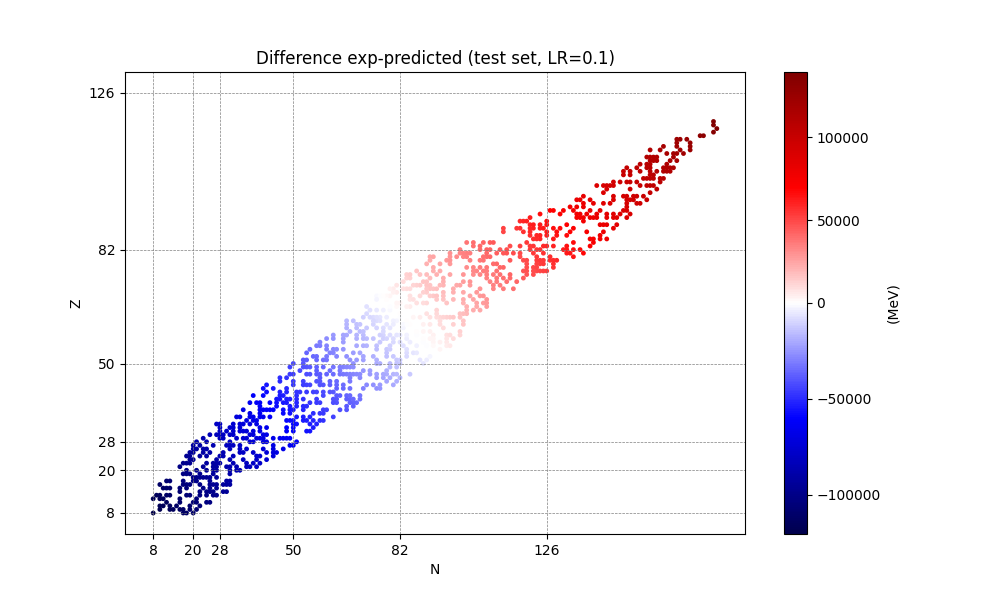 Difference exp-predicted (test set, LR=0.1)
126
82
50
28
20
8
Z
8 20 28 50 82 126
N
100000
50000
0
−50000
−100000
(MeV)